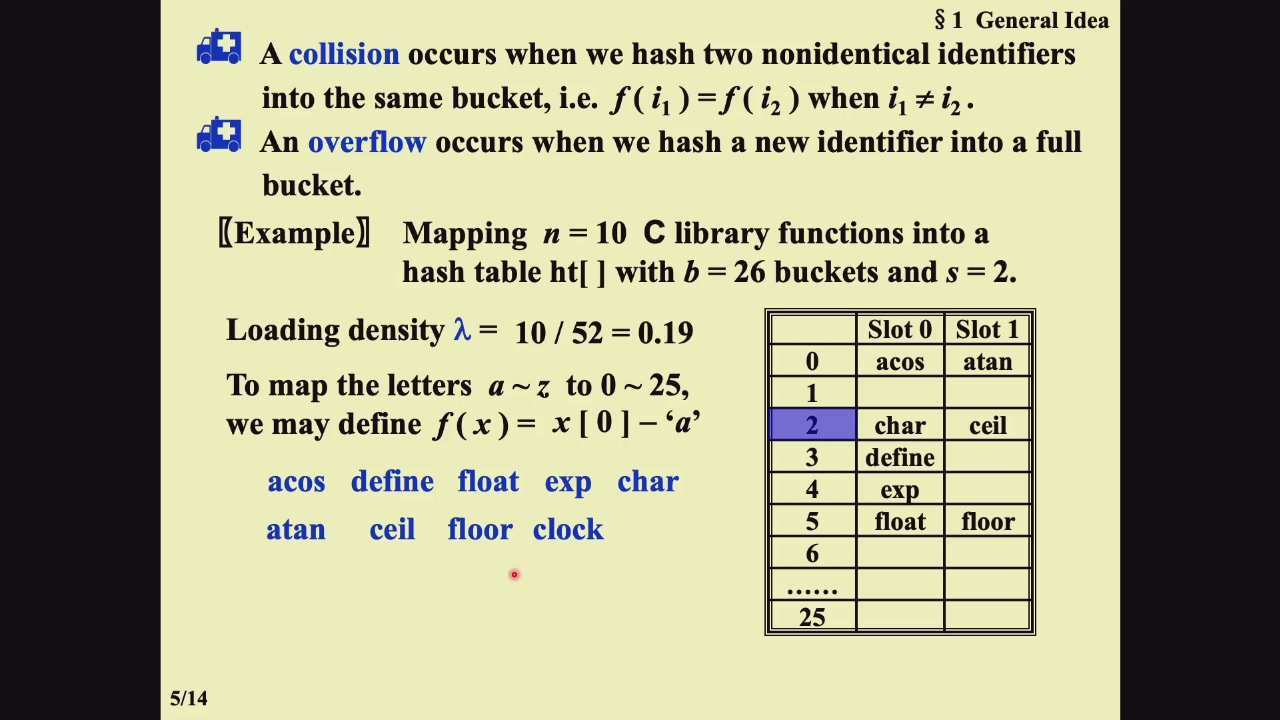 § 1 General Idea
A collision occurs when we hash two nonidentical identifiers
into the same bucket, i.e. f ( i1 ) = f ( i2 ) when i1 ≠ i2 .
An overflow occurs when we hash a new identifier into a full
bucket.
〖Example〗 Mapping n = 10 C library functions into a
hash table ht[ ] with b = 26 buckets and s = 2.
Loading density λ = 10 / 52 = 0.19
To map the letters a ~ z to 0 ~ 25,
we may define f ( x ) = x [ 0 ] – ‘a’
acos define float exp char
atan ceil floor clock
Slot 0 Slot 1
0 acos atan
1
2 char ceil
3 define
4 exp
5 float floor
6
……
25
5/14